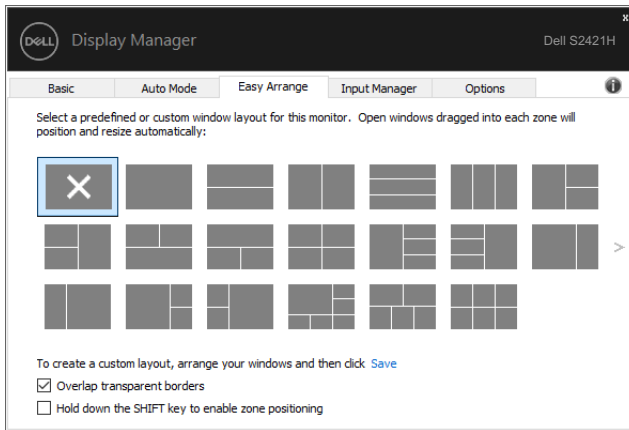 x
DELL Display Manager Dell S2421H
Basic Auto Mode Easy Arrange Input Manager Options
Select a predefined or custom window layout for this monitor. Open windows dragged into each zone will
position and resize automatically:
To create a custom layout, arrange your windows and then click Save
Overlap transparent borders
Hold down the SHIFT key to enable zone positioning